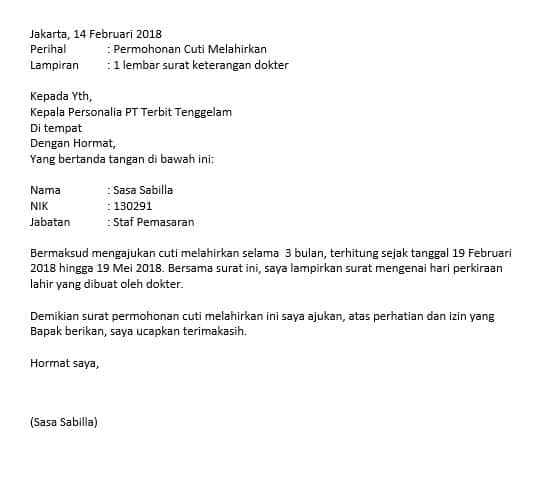 Jakarta, 14 Februari 2018
Perihal : Permohonan Cuti Melahirkan
Lampiran : 1 lembar surat keterangan dokter
Kepada Yth,
Kepala Personalia PT Terbit Tenggelam
Di tempat
Dengan Hormat,
Yang bertanda tangan di bawah ini:
Nama : Sasa Sabilla
NIK : 130291
Jabatan : Staf Pemasaran
Bermaksud mengajukan cuti melahirkan selama  3 bulan, terhitung sejak tanggal 19 Februari
2018 hingga 19 Mei 2018. Bersama surat ini, saya lampirkan surat mengenai hari perkiraan
lahir yang dibuat oleh dokter.
Demikian surat permohonan cuti melahirkan ini saya ajukan, atas perhatian dan izin yang
Bapak berikan, saya ucapkan terimakasih.
Hormat saya,
(Sasa Sabilla)